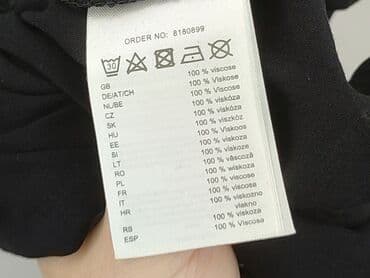 ORDER NO: 8180899
30
GB 100 % viscose
DE/AT/CH 100 % Viskose
NL/BE 100 % viscose
CZ 100 % viskóza
SK 100 % viskóza
HU 100 % viszkóz
EE 100 % Viskoos
SI 100 % viskoze
LT 100 % viskozė
RO 100 % vâscoză
PL 100 % wiskoza
FR 100 % viscose
IT 100 % viscosa
HR 100 % viskozno
vlakno
RS 100 % viskoza
ESP 100 % viscosa